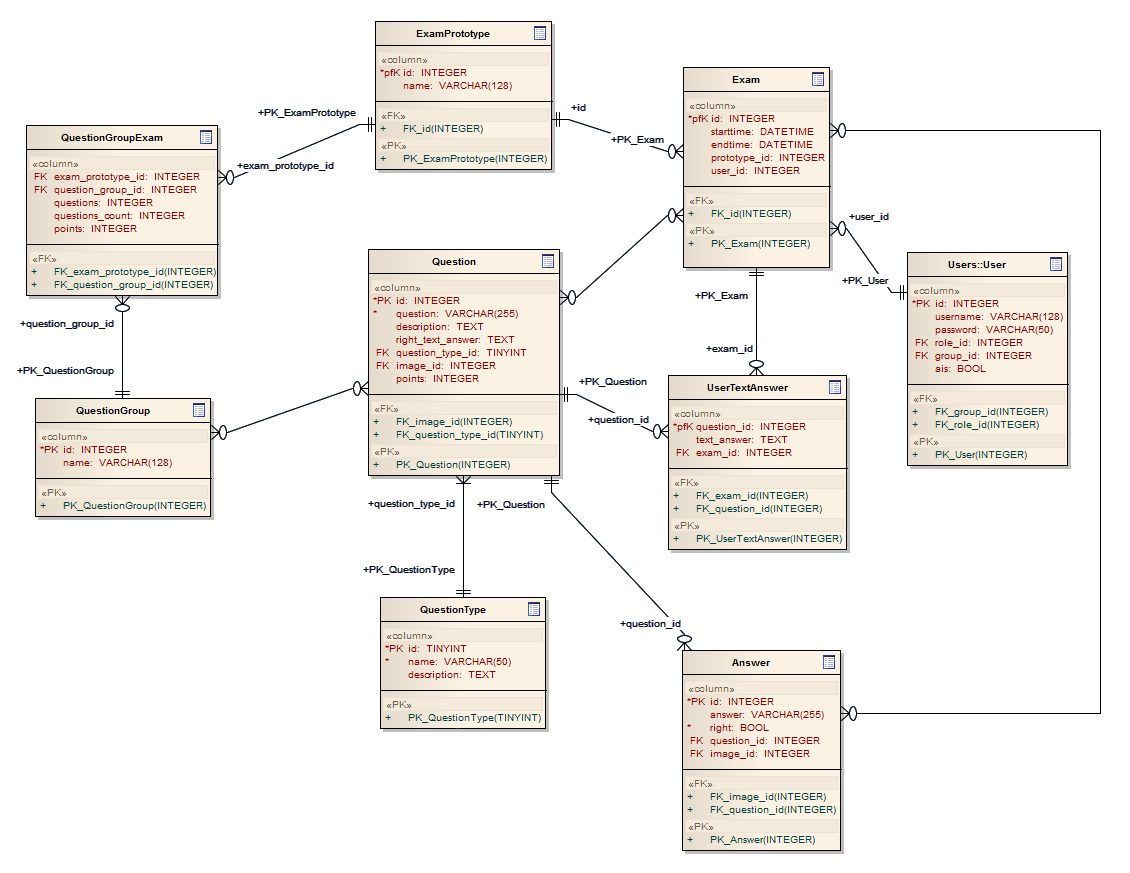 ExamPrototype
«column»
*pfK id: INTEGER
name: VARCHAR(128)
«FK»
+ FK_id(INTEGER)
«PK»
+ PK_ExamPrototype(INTEGER)
+PK_ExamPrototype
+exam_prototype_id
+id
+PK_Exam
Exam
«column»
*pfK id: INTEGER
starttime: DATETIME
endtime: DATETIME
prototype_id: INTEGER
user_id: INTEGER
«FK»
+ FK_id(INTEGER)
«PK»
+ PK_Exam(INTEGER)
QuestionGroupExam
«column»
FK exam_prototype_id: INTEGER
FK question_group_id: INTEGER
questions: INTEGER
questions_count: INTEGER
points: INTEGER
«FK»
+ FK_exam_prototype_id(INTEGER)
+ FK_question_group_id(INTEGER)
+question_group_id
+PK_QuestionGroup
+user_id
+PK_User
Users::User
«column»
*PK id: INTEGER
username: VARCHAR(128)
password: VARCHAR(50)
FK role_id: INTEGER
FK group_id: INTEGER
ais: BOOL
«FK»
+ FK_group_id(INTEGER)
+ FK_role_id(INTEGER)
«PK»
+ PK_User(INTEGER)
Question
«column»
*PK id: INTEGER
* question: VARCHAR(255)
description: TEXT
right_text_answer: TEXT
FK question_type_id: TINYINT
FK image_id: INTEGER
points: INTEGER
«FK»
+ FK_image_id(INTEGER)
+ FK_question_type_id(TINYINT)
«PK»
+ PK_Question(INTEGER)
+PK_Exam
+exam_id
+PK_Question
+question_id
UserTextAnswer
«column»
*pfK question_id: INTEGER
text_answer: TEXT
FK exam_id: INTEGER
«FK»
+ FK_exam_id(INTEGER)
+ FK_question_id(INTEGER)
«PK»
+ PK_UserTextAnswer(INTEGER)
QuestionGroup
«column»
*PK id: INTEGER
name: VARCHAR(128)
«PK»
+ PK_QuestionGroup(INTEGER)
+question_type_id
+PK_Question
+PK_QuestionType
+question_id
QuestionType
«column»
*PK id: TINYINT
* name: VARCHAR(50)
description: TEXT
«PK»
+ PK_QuestionType(TINYINT)
Answer
«column»
*PK id: INTEGER
answer: VARCHAR(255)
* right: BOOL
FK question_id: INTEGER
FK image_id: INTEGER
«FK»
+ FK_image_id(INTEGER)
+ FK_question_id(INTEGER)
«PK»
+ PK_Answer(INTEGER)